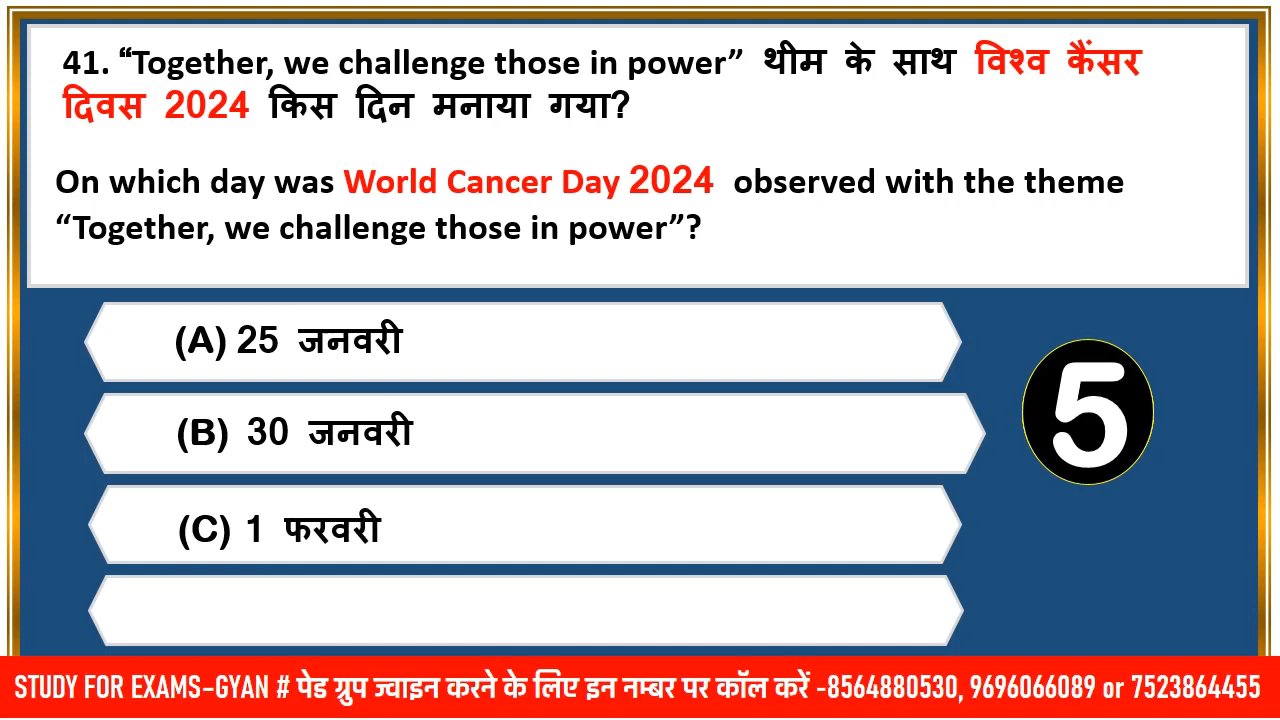 41. “Together, we challenge those in power” थीम के साथ विश्व कैंसर
दिवस 2024 किस दिन मनाया गया?
On which day was World Cancer Day 2024 observed with the theme
“Together, we challenge those in power”?
(A) 25 जनवरी
(B) 30 जनवरी
5
(C) 1 फरवरी
STUDY FOR EXAMS-GYAN # पेड ग्रुप ज्वाइन करने के लिए इन नम्बर पर कॉल करें -8564880530, 9696066089 or 7523864455